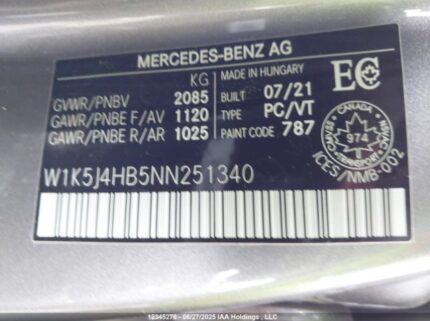 MERCEDES-BENZ AG
KG
GVWR/PNBV 2085
GAWR/PNBE F/AV 1120
GAWR/PNBE R/AR 1025
MADE IN HUNGARY
BUILT 07/21
TYPE PC/VT
PAINT CODE 787
EC
CANADA
974
TRANSPORT
ICES/NMB-002
W1K5J4HB5NN251340
12345276 - 06/27/2025 IAA Holdings , LLC